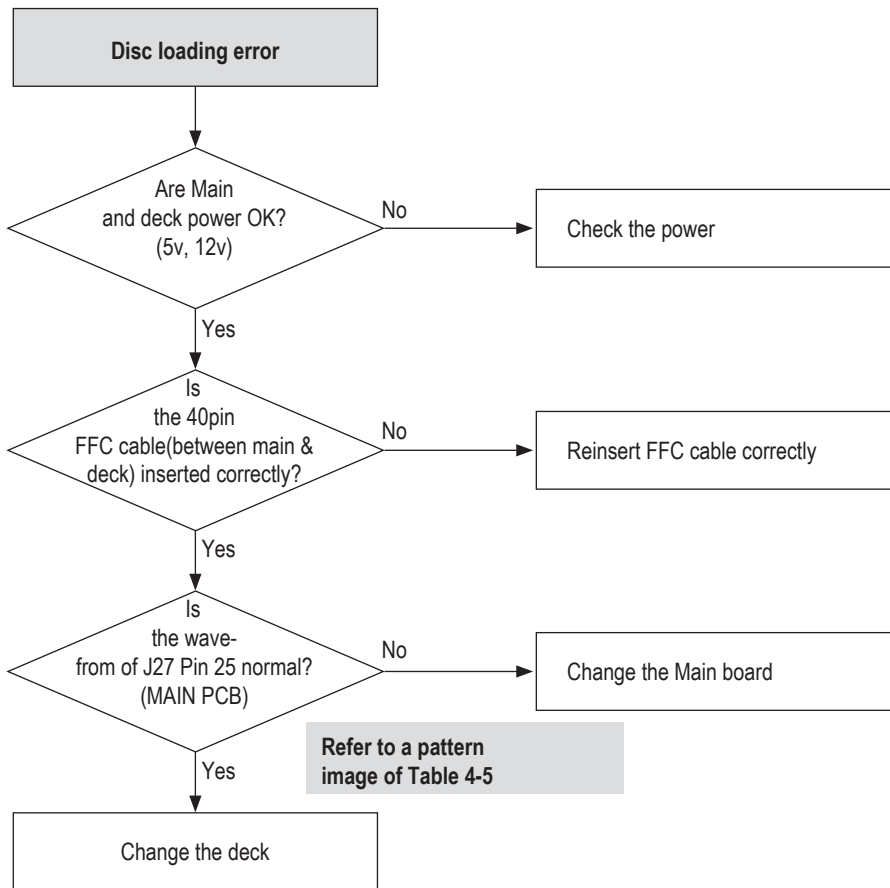 Disc loading error
Are Main
and deck power OK?
(5v, 12v)
No
Check the power
Yes
Is
the 40pin
FFC cable(between main &
deck) inserted correctly?
No
Reinsert FFC cable correctly
Yes
Is
the wave-
from of J27 Pin 25 normal?
(MAIN PCB)
No
Change the Main board
Refer to a pattern
image of Table 4-5
Yes
Change the deck